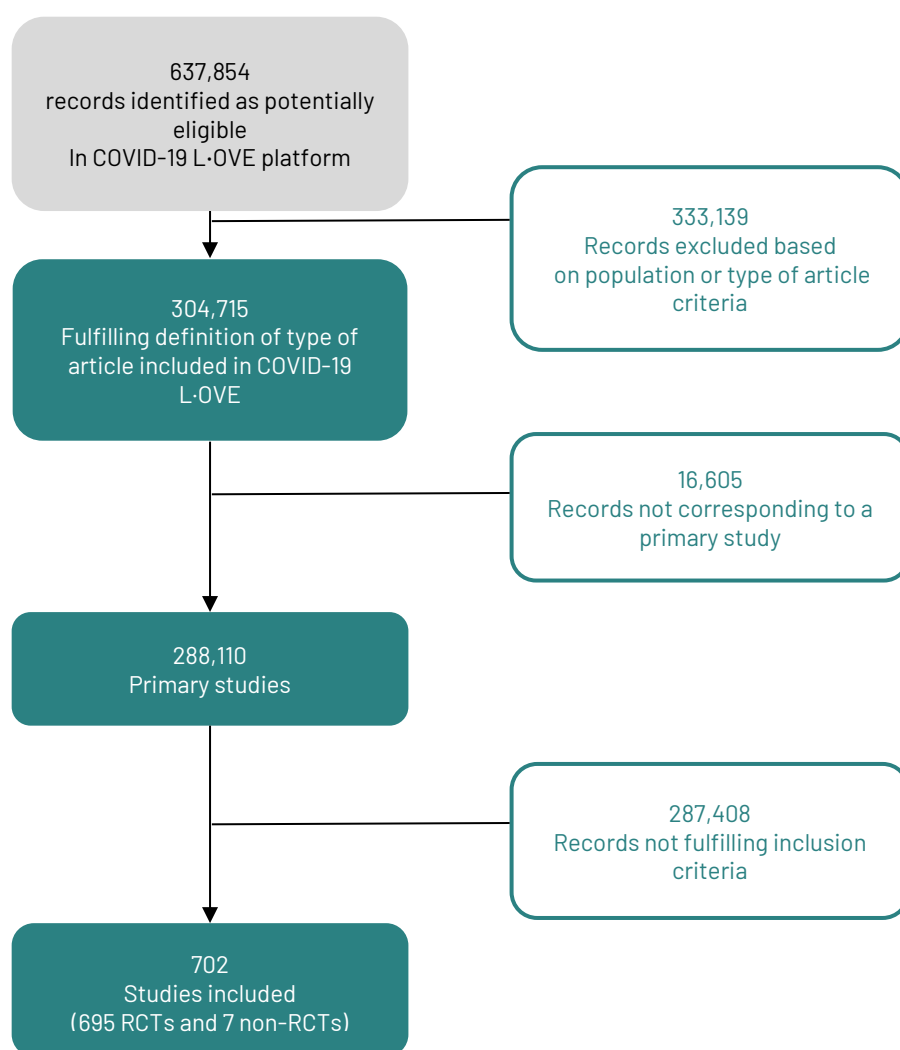 637,854
records identified as potentially
eligible
In COVID-19 L·OVE platform
333,139
Records excluded based
on population or type of article
criteria
304,715
Fulfilling definition of type of
article included in COVID-19
L·OVE
16,605
Records not corresponding to a
primary study
288,110
Primary studies
287,408
Records not fulfilling inclusion
criteria
702
Studies included
(695 RCTs and 7 non-RCTs)